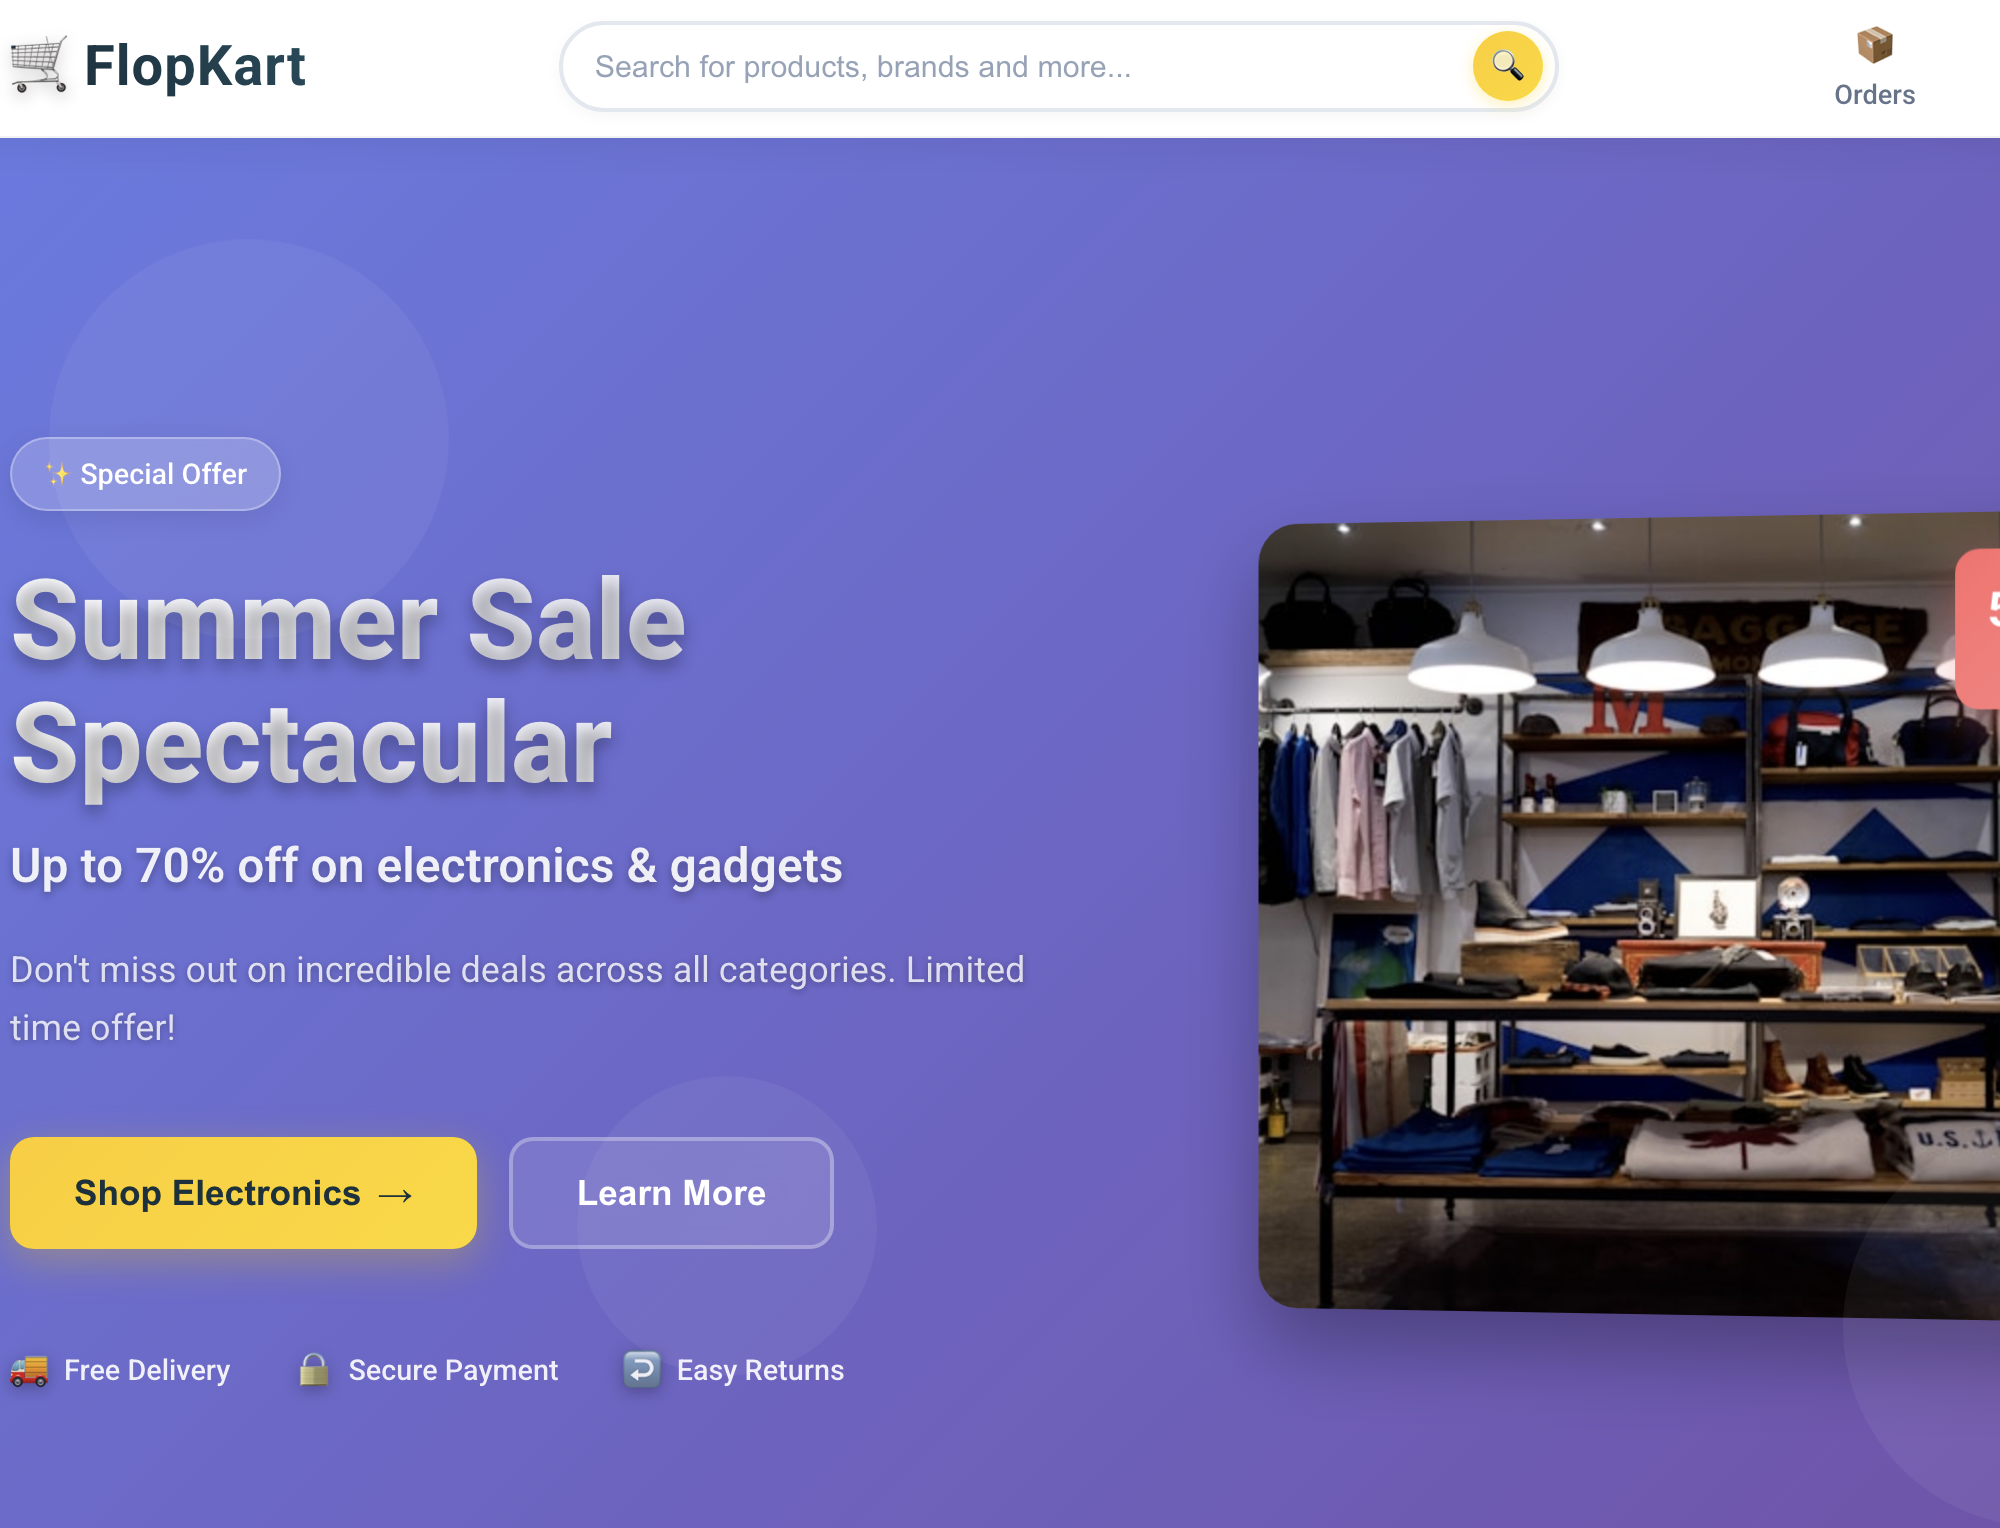 FlopKart
Search for products, brands and more...
Orders
✨ Special Offer
Summer Sale
Spectacular
Up to 70% off on electronics & gadgets
Don't miss out on incredible deals across all categories. Limited
time offer!
Shop Electronics →
Learn More
Free Delivery
Secure Payment
Easy Returns
5
M
U.S.